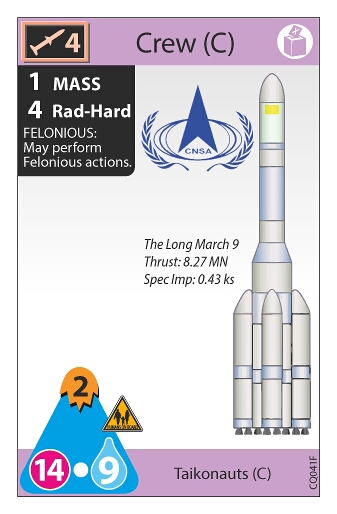 4
Crew (C)
1 MASS
4 Rad-Hard
FELONIOUS:
May perform
Felonious actions.
CNSA
The Long March 9
Thrust: 8.27 MN
Spec Imp: 0.43 ks
2
14 • 9
Taikonauts (C)
CQ041F